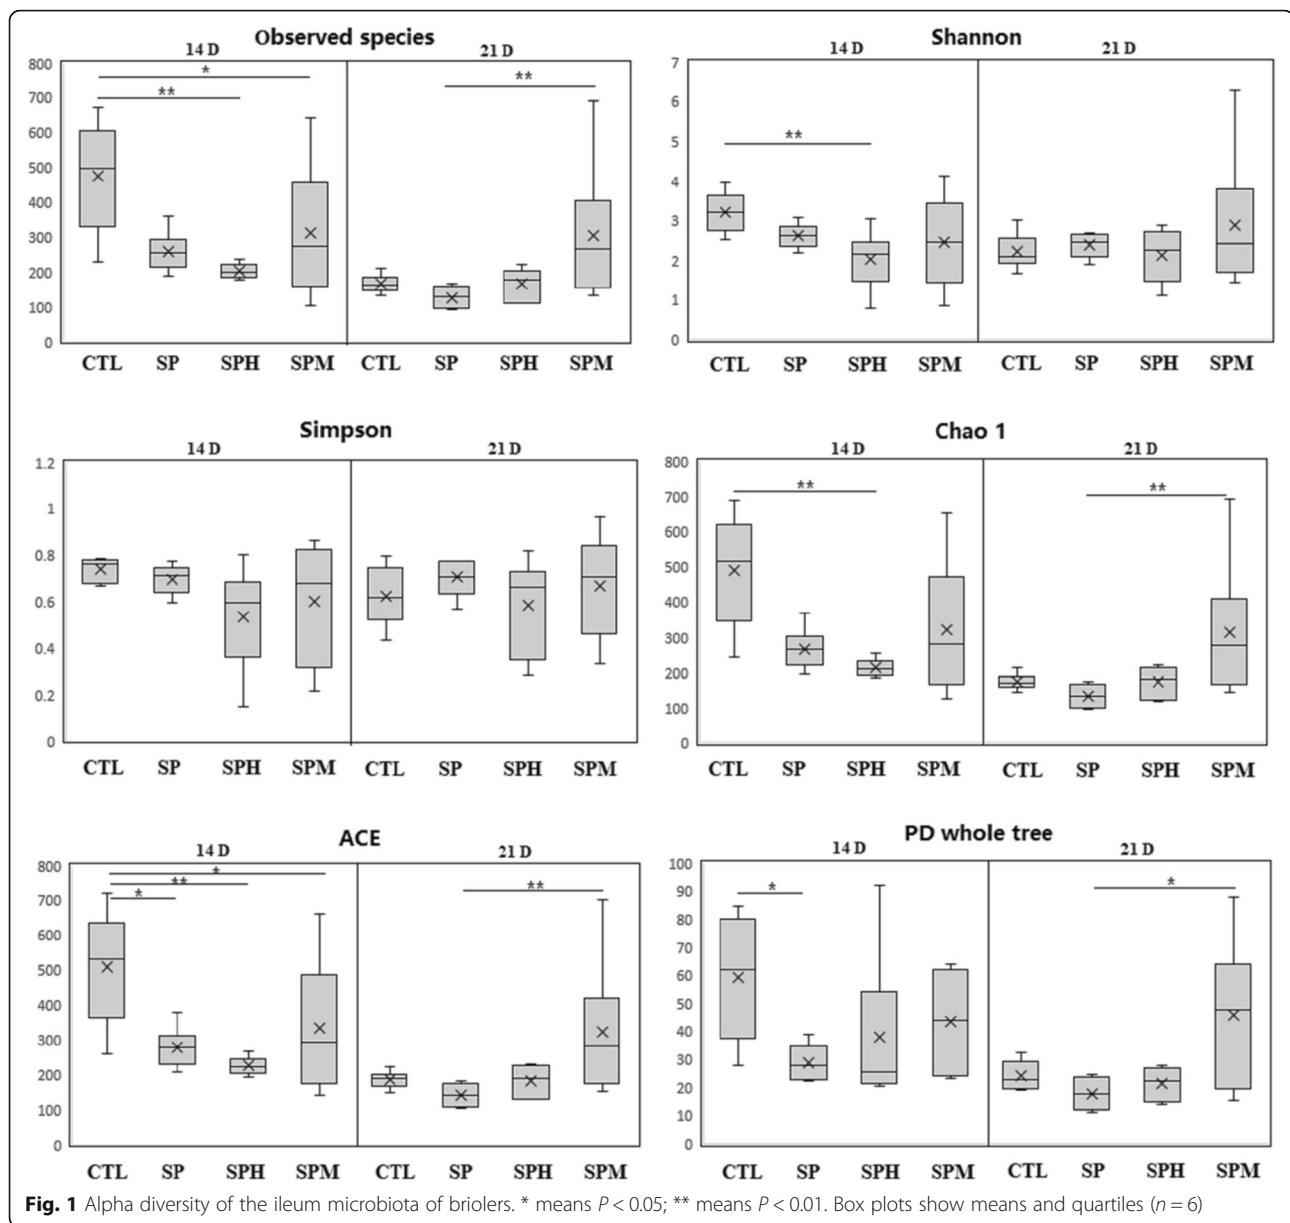 Observed species
14 D 21 D
800
700
600
500
400
300
200
100
0
* ** **
CTL SP SPH SPM CTL SP SPH SPM
Shannon
14 D 21 D
7
6
5
4
3
2
1
0
**
CTL SP SPH SPM CTL SP SPH SPM
Simpson
14 D 21 D
1.2
1
0.8
0.6
0.4
0.2
0
CTL SP SPH SPM CTL SP SPH SPM
Chao 1
14 D 21 D
800
700
600
500
400
300
200
100
0
** **
CTL SP SPH SPM CTL SP SPH SPM
ACE
14 D 21 D
800
700
600
500
400
300
200
100
0
* ** * **
CTL SP SPH SPM CTL SP SPH SPM
PD whole tree
14 D 21 D
100
90
80
70
60
50
40
30
20
10
0
* *
CTL SP SPH SPM CTL SP SPH SPM
Fig. 1 Alpha diversity of the ileum microbiota of briolers. * means P < 0.05; ** means P < 0.01. Box plots show means and quartiles (n = 6)